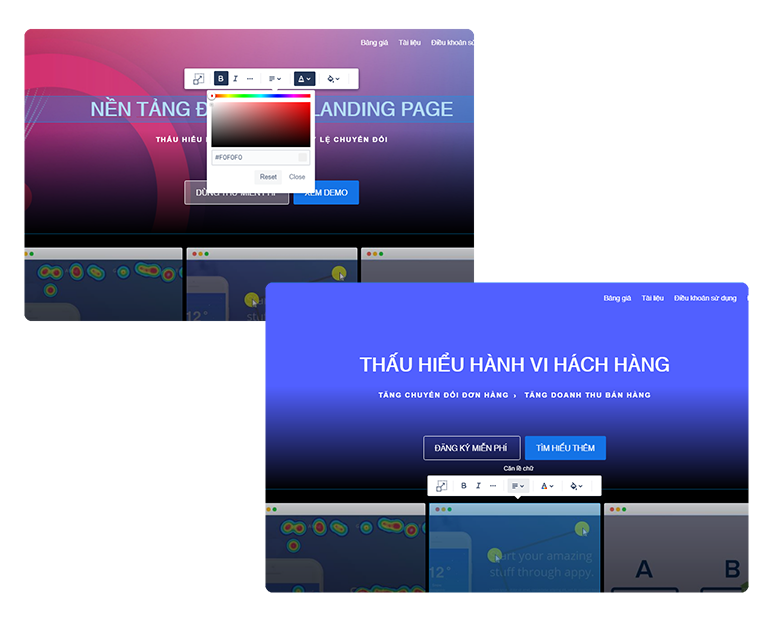 Bảng giá Tài liệu Điều khoản sử
B I A
NỀN TẢNG Đ LANDING PAGE
THẤU HIỂU LỆ CHUYỂN ĐỔI
#F0F0F0
Reset Close
DÙNG THỬ MIỄN PHÍ XEM DEMO
12°
Bảng giá Tài liệu Điều khoản sử dụng
THẤU HIỂU HÀNH VI HÁCH HÀNG
TĂNG CHUYỂN ĐỔI ĐƠN HÀNG › TĂNG DOANH THU BÁN HÀNG
ĐĂNG KÝ MIỄN PHÍ TÌM HIỂU THÊM
Căn lề chữ
B I A
art your amazing
stuff through appy.
12° A B